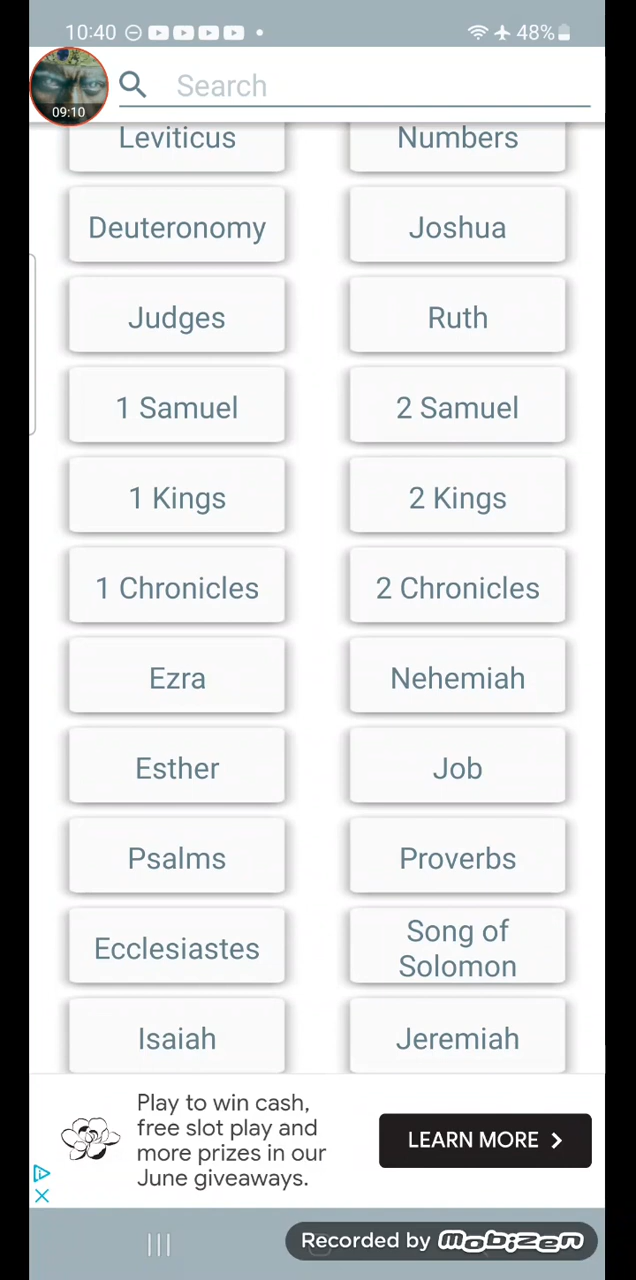 10:40
48%
09:10
Search
Leviticus
Numbers
Deuteronomy
Joshua
Judges
Ruth
1 Samuel
2 Samuel
1 Kings
2 Kings
1 Chronicles
2 Chronicles
Ezra
Nehemiah
Esther
Job
Psalms
Proverbs
Ecclesiastes
Song of
Solomon
Isaiah
Jeremiah
Play to win cash,
free slot play and
more prizes in our
June giveaways.
LEARN MORE
Recorded by mobizen